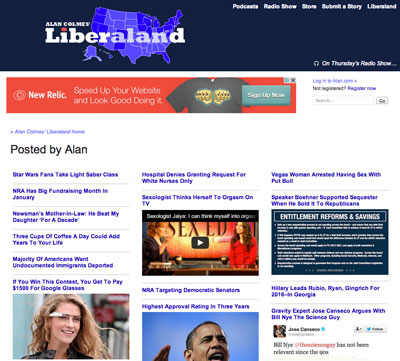 Podcasts Radio Show Store Submit a Story Liberaland
ALAN COLMES'
Liberaland
On Thursday's Radio Show...
New Relic. Speed Up Your Website
and Look Good Doing it. Sign Up Now
Log In to Alan.com »
Not registered? Register now
Search... Go
« Alan Colmes' Liberaland home
Posted by Alan
Star Wars Fans Take Light Saber Class
NRA Has Big Fundraising Month In
January
Newsman's Mother-In-Law: He Beat My
Daughter 'For A Decade'
Three Cups Of Coffee A Day Could Add
Years To Your Life
Majority Of Americans Want
Undocumented Immigrants Deported
If You Win This Contest, You Get To Pay
$1500 For Google Glasses
Hospital Denies Granting Request For
White Nurses Only
Sexologist Thinks Herself To Orgasm On
TV
Sexologist Jaiya: I can think myself into
SEXED
NRA Targeting Democratic Senators
Highest Approval Rating In Three Years
Vegas Woman Arrested Having Sex With
Put Bull
Speaker Boehner Supported Sequester
When He Sold It To Republicans
ENTITLEMENT REFORMS & SAVINGS
Hillary Leads Rubio, Ryan, Gingrich For
2016–In Georgia
Gravity Expert Jose Canseco Argues With
Bill Nye The Science Guy
Jose Canseco
@JoseCanseco
Follow
Bill Nye @thescienceguy has not been
relevant since the 90s